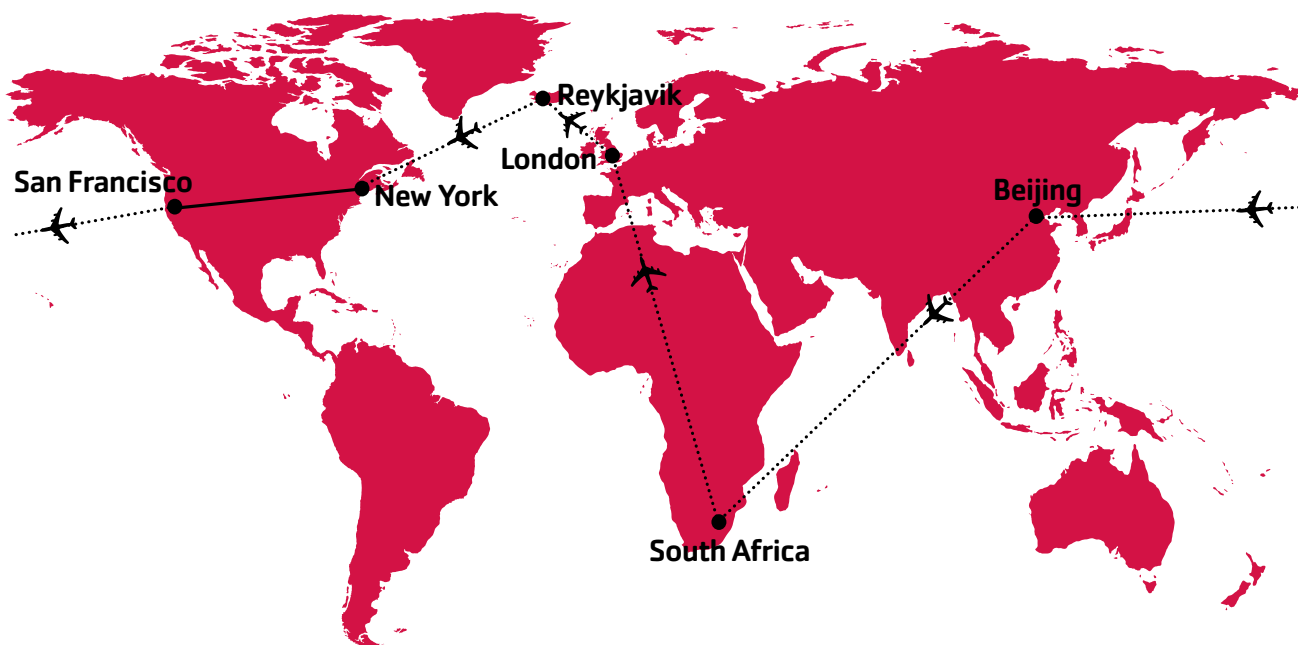 Reykjavik
London
San Francisco
New York
Beijing
South Africa